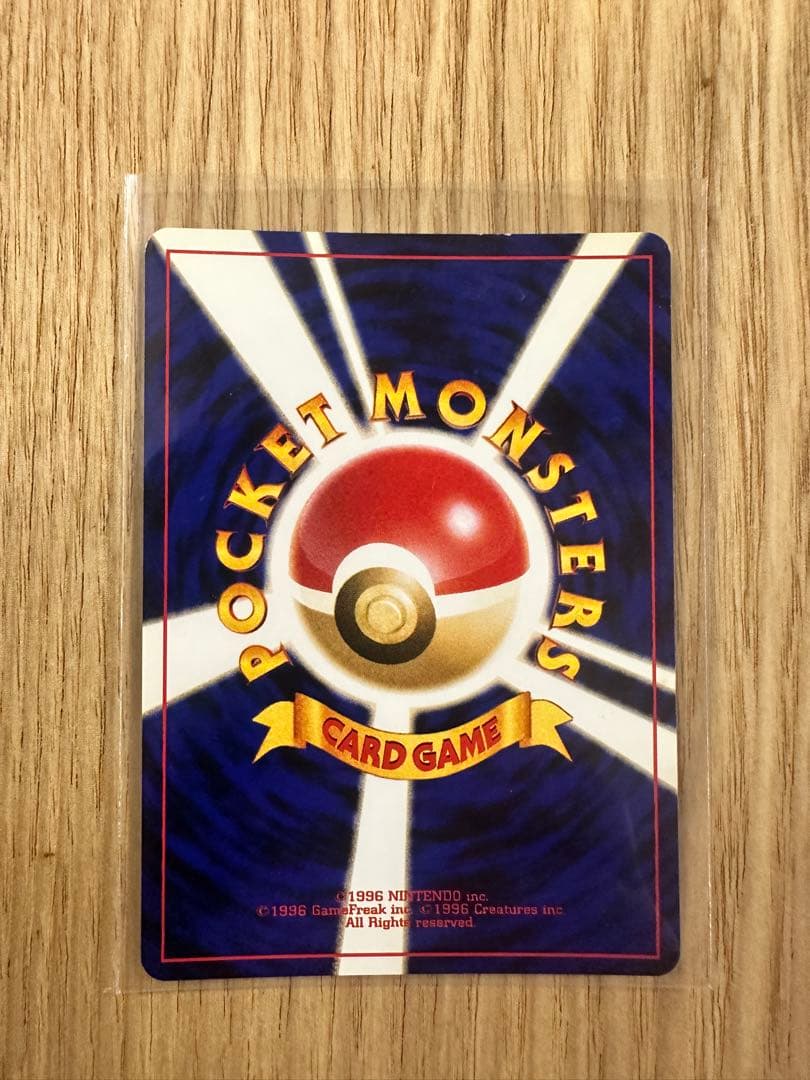 POCKET MONSTERS
CARD GAME
©1996 NINTENDO inc.
©1996 GameFreak inc. ©1996 Creatures inc.
All Rights reserved.